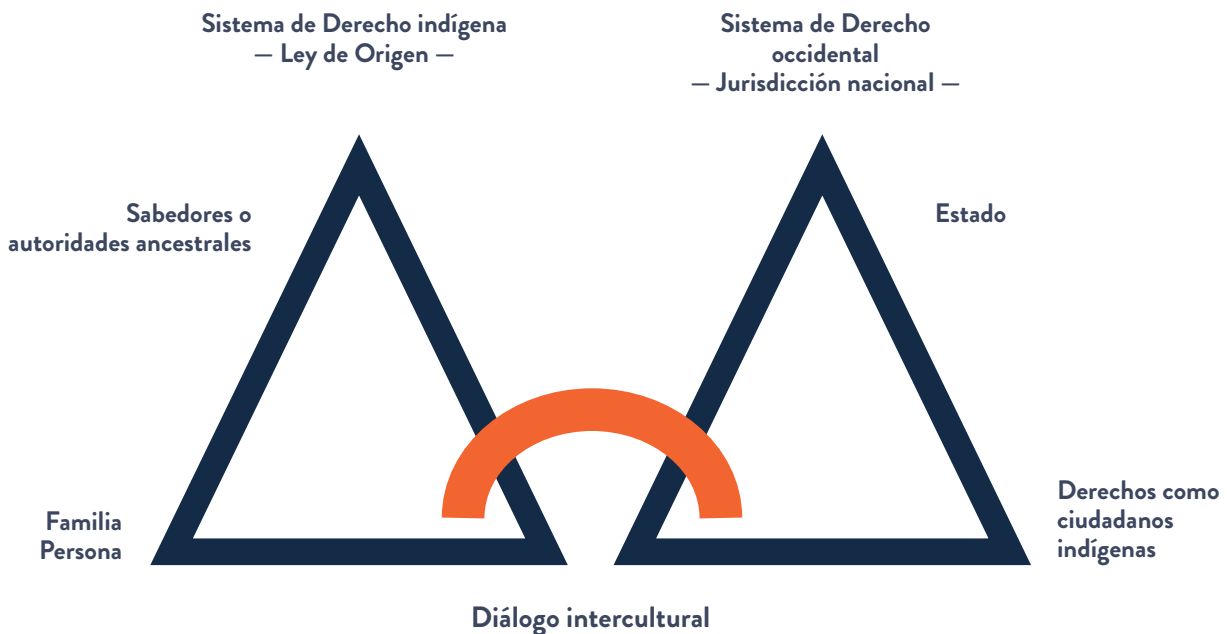 Sistema de Derecho indígena
— Ley de Origen —
Sistema de Derecho
occidental
— Jurisdicción nacional —
Sabedores o
autoridades ancestrales
Estado
Familia
Persona
Derechos como
ciudadanos
indígenas
Diálogo intercultural